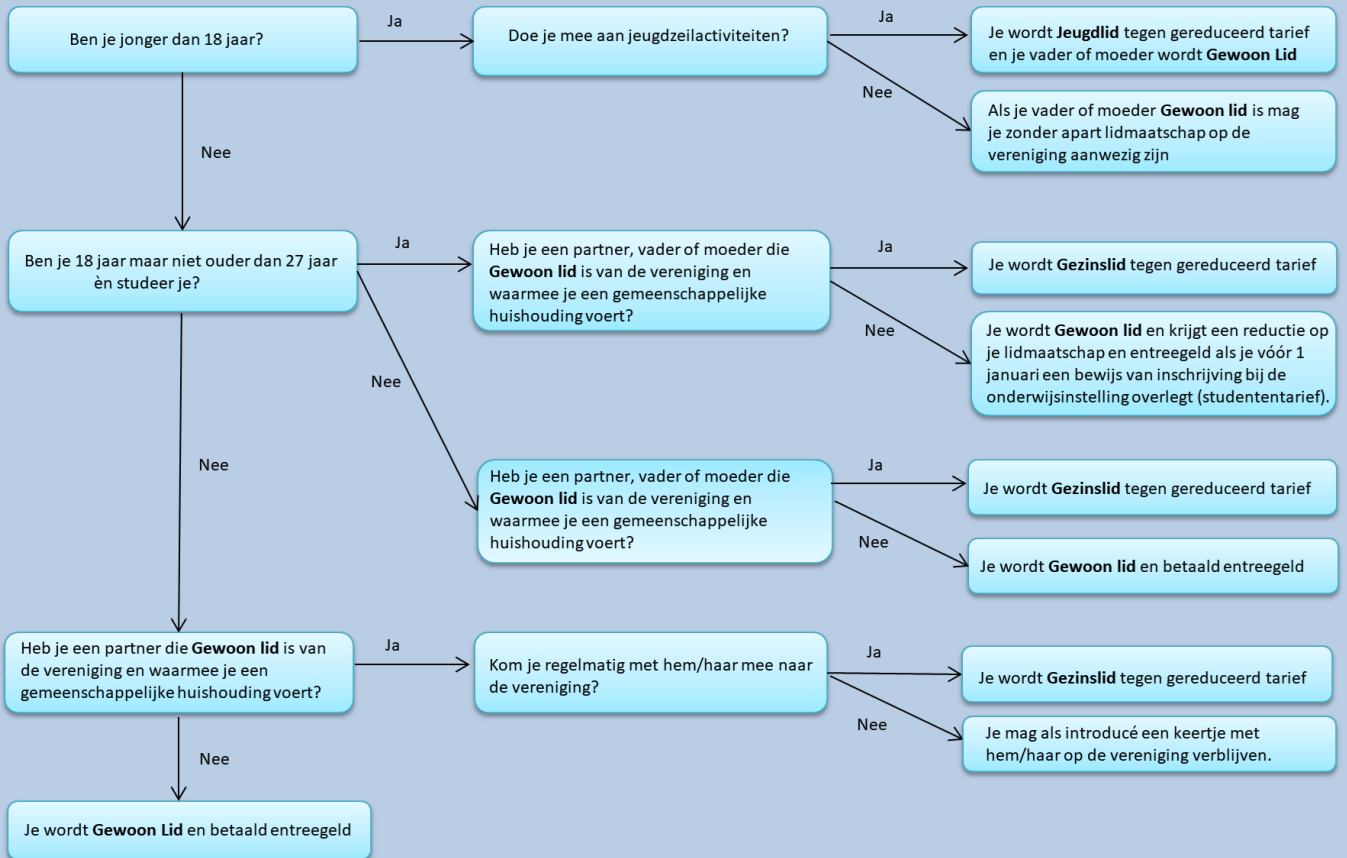 Ben je jonger dan 18 jaar?
Ja
Doe je mee aan jeugdzeilactiviteiten?
Ja
Je wordt Jeugdlid tegen gereduceerd tarief
en je vader of moeder wordt Gewoon Lid
Nee
Als je vader of moeder Gewoon lid is mag
je zonder apart lidmaatschap op de
vereniging aanwezig zijn
Nee
Ben je 18 jaar maar niet ouder dan 27 jaar
èn studeer je?
Ja
Heb je een partner, vader of moeder die
Gewoon lid is van de vereniging en
waarmee je een gemeenschappelijke
huishouding voert?
Ja
Je wordt Gezinslid tegen gereduceerd tarief
Nee
Je wordt Gewoon lid en krijgt een reductie op
je lidmaatschap en entreegeld als je vóór 1
januari een bewijs van inschrijving bij de
onderwijsinstelling overlegt (studententarief).
Nee
Heb je een partner, vader of moeder die
Gewoon lid is van de vereniging en
waarmee je een gemeenschappelijke
huishouding voert?
Ja
Je wordt Gezinslid tegen gereduceerd tarief
Nee
Je wordt Gewoon lid en betaald entreegeld
Nee
Heb je een partner die Gewoon lid is van
de vereniging en waarmee je een
gemeenschappelijke huishouding voert?
Ja
Kom je regelmatig met hem/haar mee naar
de vereniging?
Ja
Je wordt Gezinslid tegen gereduceerd tarief
Nee
Je mag als introducé een keertje met
hem/haar op de vereniging verblijven.
Nee
Je wordt Gewoon Lid en betaald entreegeld